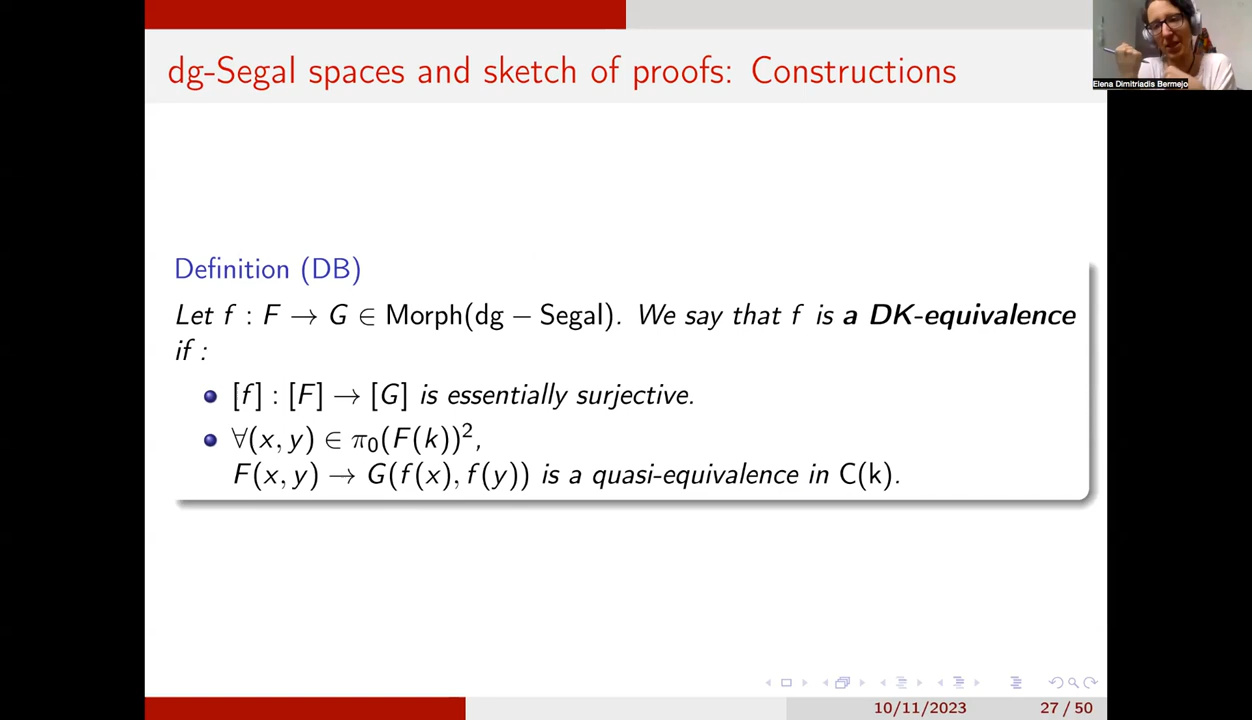 dg-Segal spaces and sketch of proofs: Constructions
Elena Dimitriadis Bermejo
Definition (DB)
Let f : F → G ∈ Morph(dg − Segal). We say that f is a DK-equivalence
if :
[f] : [F] → [G] is essentially surjective.
∀(x, y) ∈ π₀(F(k))²,
F(x, y) → G(f(x), f(y)) is a quasi-equivalence in C(k).
10/11/2023 27 / 50